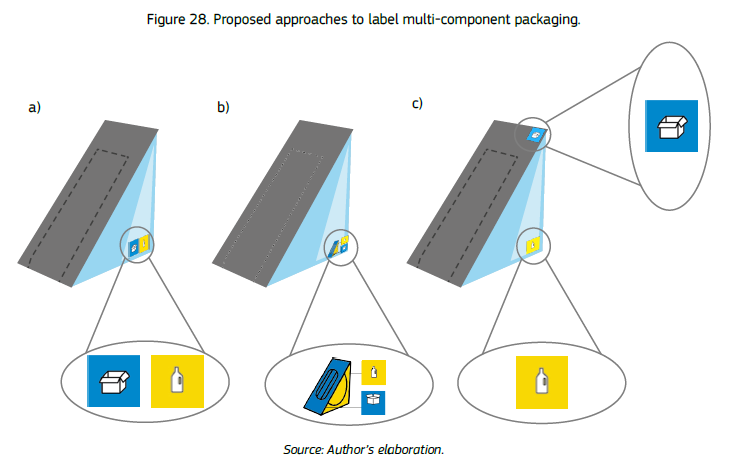 Figure 28. Proposed approaches to label multi-component packaging.
a)
b)
c)
Source: Author's elaboration.